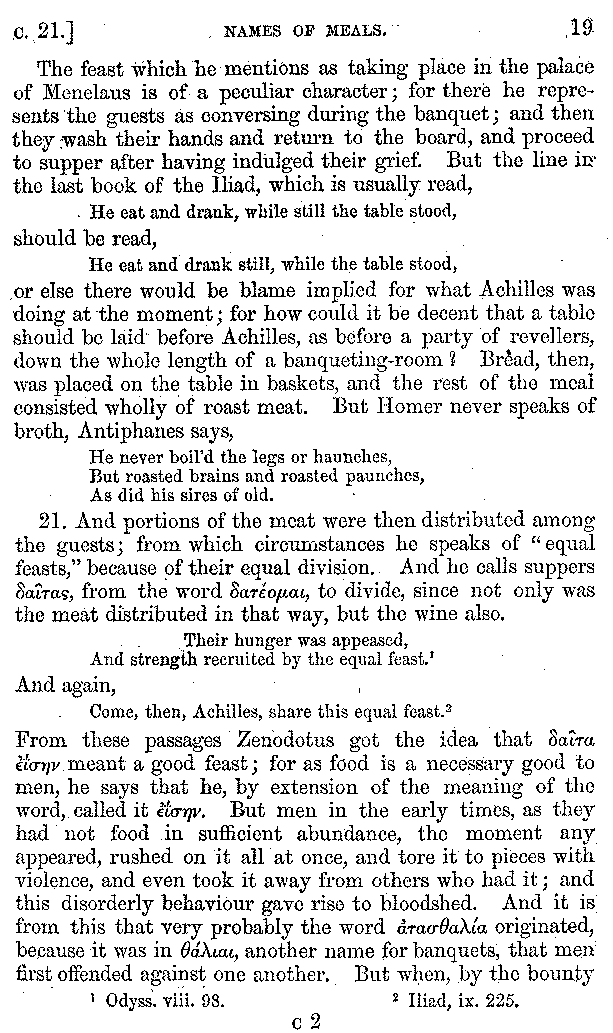 c. 21.] NAMES OF MEALS. 19
The feast which he mentions as taking place in the palace
of Menelaus is of a peculiar character; for there he repre-
sents the guests as conversing during the banquet; and then
they wash their hands and return to the board, and proceed
to supper after having indulged their grief. But the line in
the last book of the Iliad, which is usually read,
He eat and drank, while still the table stood,
should be read,
He eat and drank still, while the table stood,
or else there would be blame implied for what Achilles was
doing at the moment; for how could it be decent that a table
should be laid before Achilles, as before a party of revellers,
down the whole length of a banqueting-room? Bread, then,
was placed on the table in baskets, and the rest of the meal
consisted wholly of roast meat. But Homer never speaks of
broth, Antiphanes says,
He never boil'd the legs or haunches,
But roasted brains and roasted paunches,
As did his sires of old.
21. And portions of the meat were then distributed among
the guests; from which circumstances he speaks of "equal
feasts," because of their equal division. And he calls suppers
δαῖτας, from the word δατέομαι, to divide, since not only was
the meat distributed in that way, but the wine also.
Their hunger was appeased,
And strength recruited by the equal feast.¹
And again,
Come, then, Achilles, share this equal feast.²
From these passages Zenodotus got the idea that δαῖτα
ἐΐσην meant a good feast; for as food is a necessary good to
men, he says that he, by extension of the meaning of the
word, called it ἐΐσην. But men in the early times, as they
had not food in sufficient abundance, the moment any
appeared, rushed on it all at once, and tore it to pieces with
violence, and even took it away from others who had it; and
this disorderly behaviour gave rise to bloodshed. And it is
from this that very probably the word ἀτασθαλία originated,
because it was in θάλιαι, another name for banquets, that men
first offended against one another. But when, by the bounty
¹ Odyss. viii. 98. ² Iliad, ix. 225.
c 2